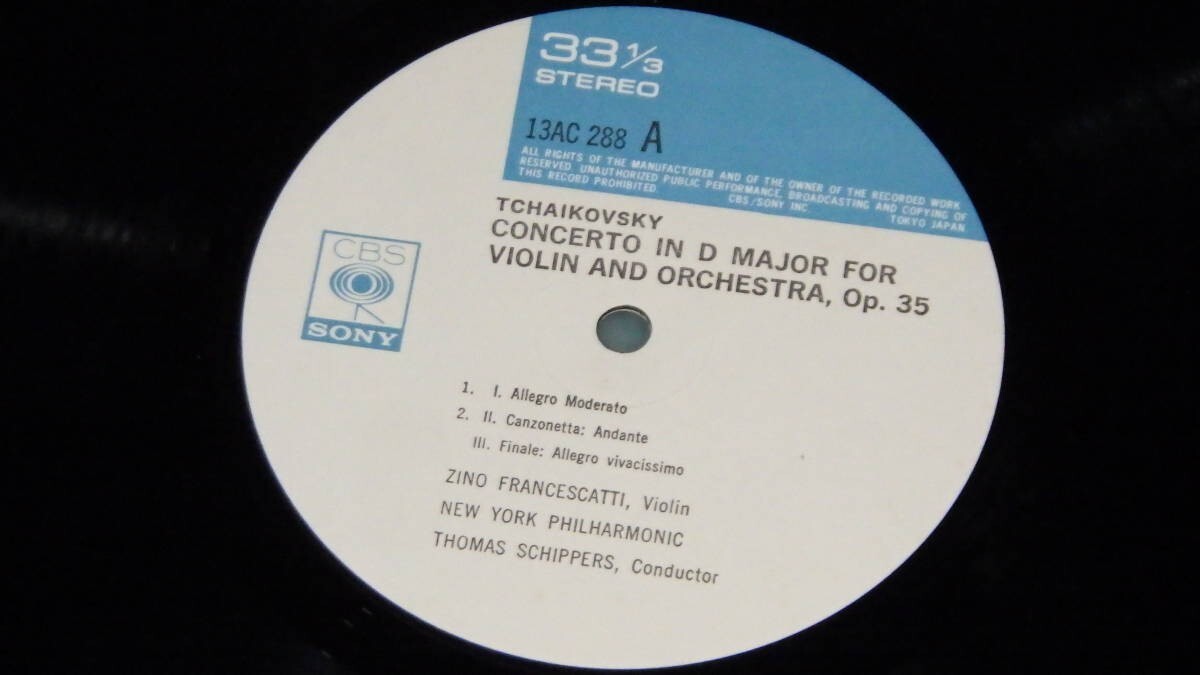 33 1/3
STEREO
13AC 288 A
ALL RIGHTS OF THE MANUFACTURER AND OF THE OWNER OF THE RECORDED WORK
RESERVED. UNAUTHORIZED PUBLIC PERFORMANCE, BROADCASTING AND COPYING OF
THIS RECORD PROHIBITED. CBS/SONY INC. TOKYO JAPAN
TCHAIKOVSKY
CONCERTO IN D MAJOR FOR
VIOLIN AND ORCHESTRA, Op. 35
CBS
SONY
1. I. Allegro Moderato
2. II. Canzonetta: Andante
III. Finale: Allegro vivacissimo
ZINO FRANCESCATTI, Violin
NEW YORK PHILHARMONIC
THOMAS SCHIPPERS, Conductor